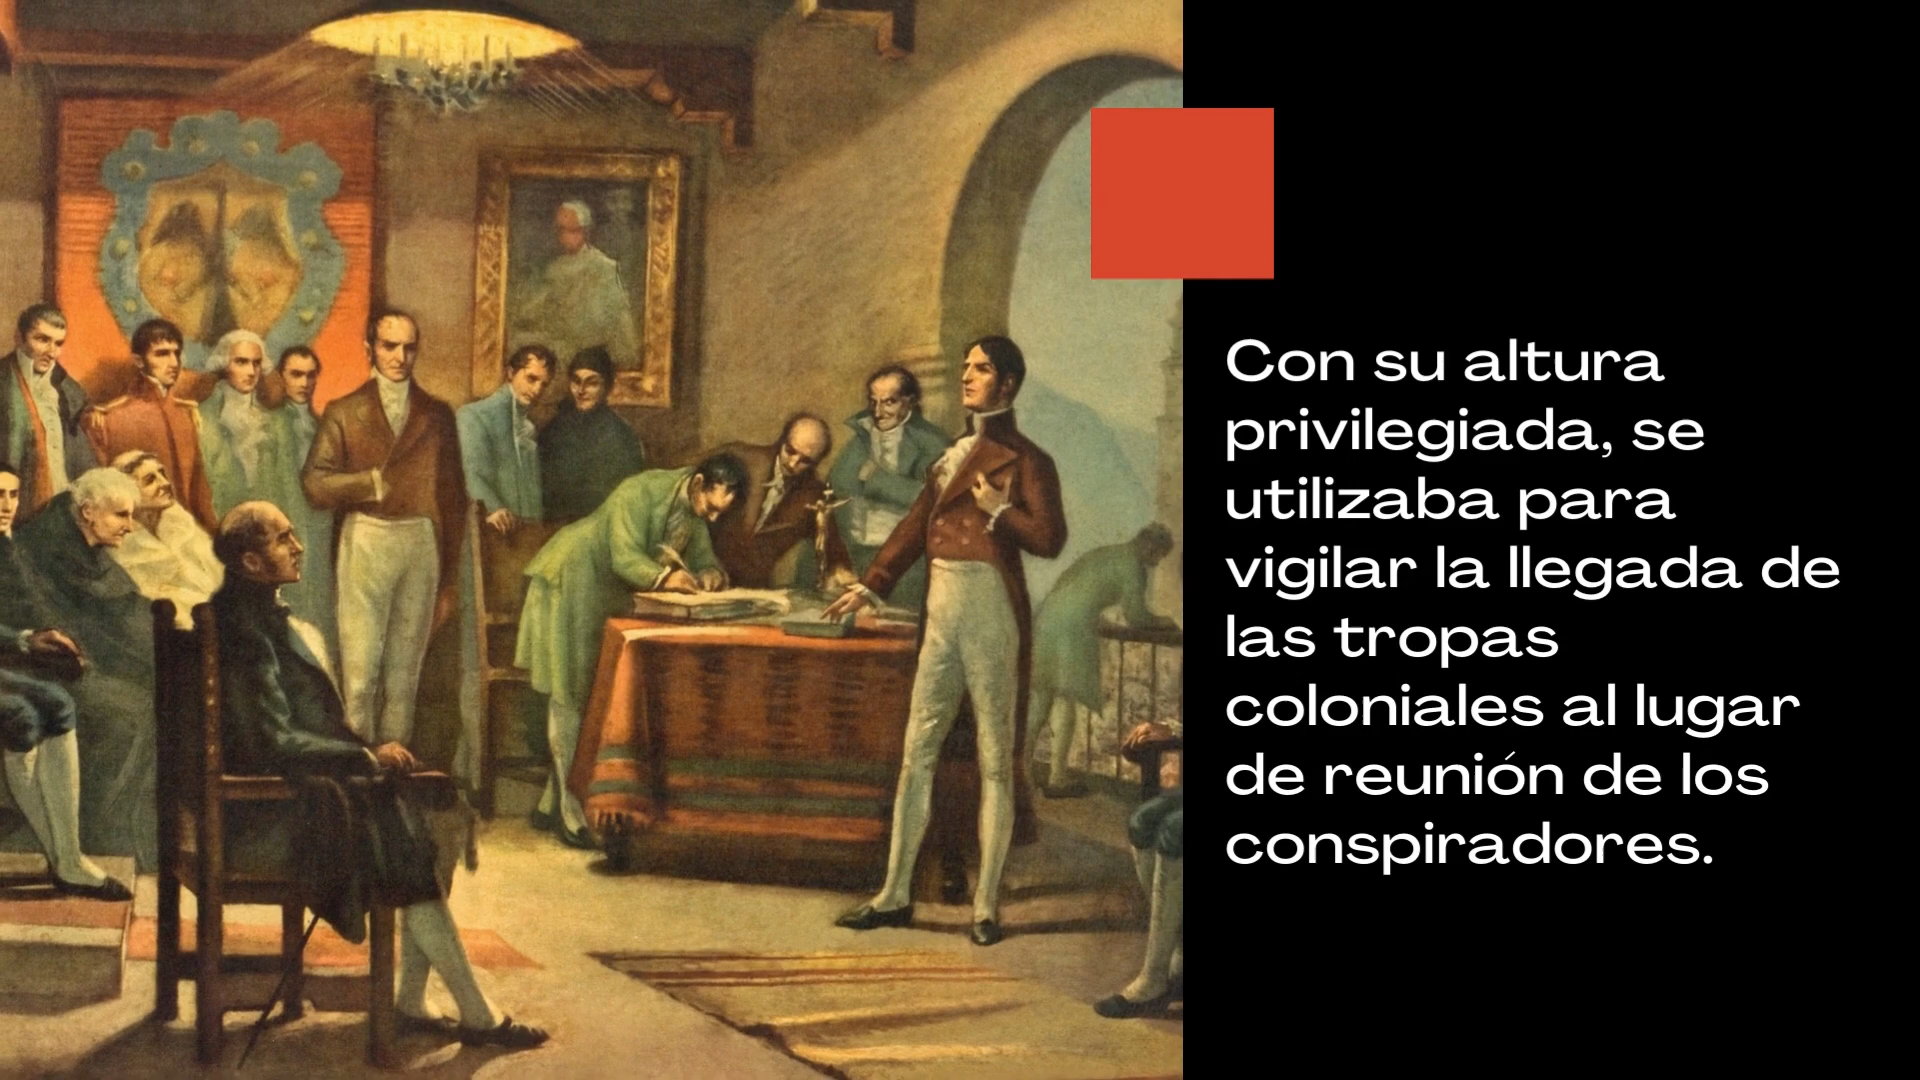 Con su altura
privilegiada, se
utilizaba para
vigilar la llegada de
las tropas
coloniales al lugar
de reunión de los
conspiradores.